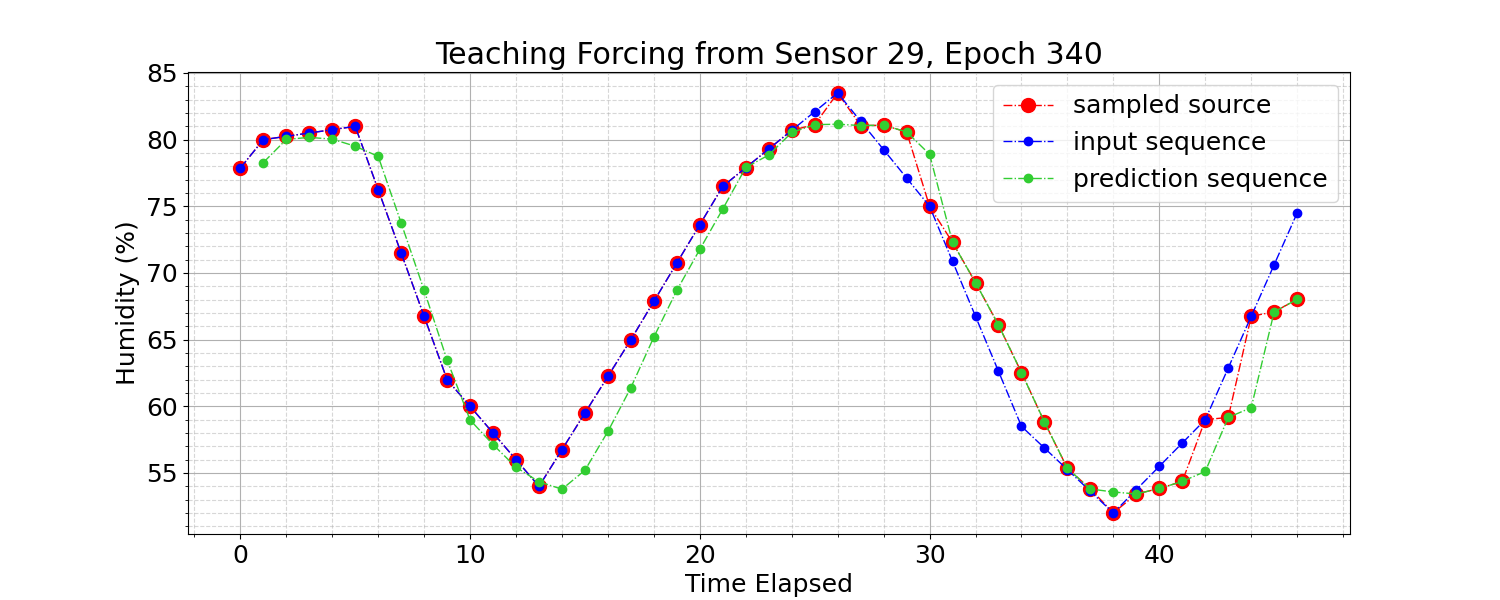 Teaching Forcing from Sensor 29, Epoch 340
85
80
75
70
65
60
55
Humidity (%)
sampled source
input sequence
prediction sequence
0 10 20 30 40
Time Elapsed